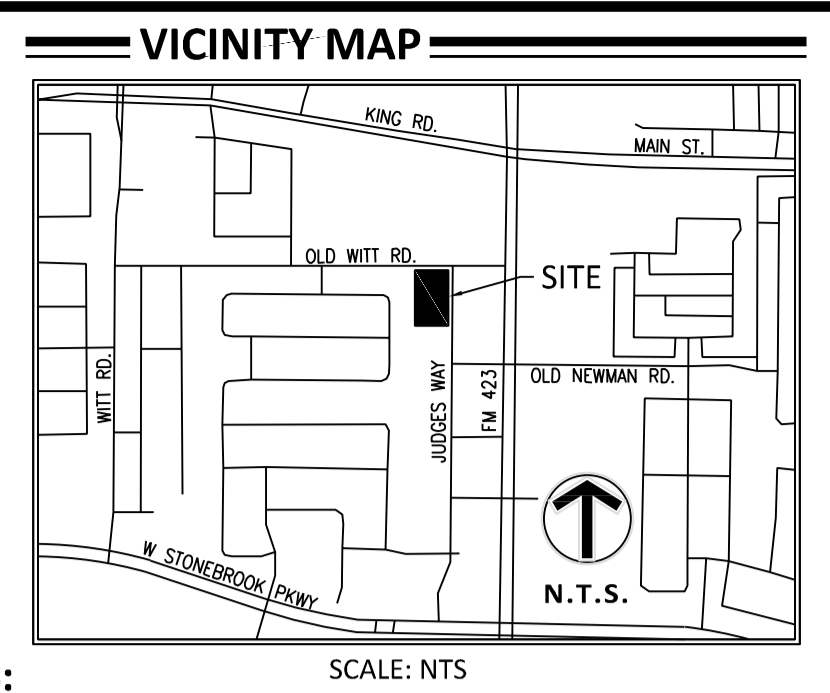 VICINITY MAP
KING RD.
MAIN ST.
OLD WITT RD.
SITE
WITT RD.
JUDGES WAY
FM 423
OLD NEWMAN RD.
W STONEBROOK PKWY
N.T.S.
SCALE: NTS
: